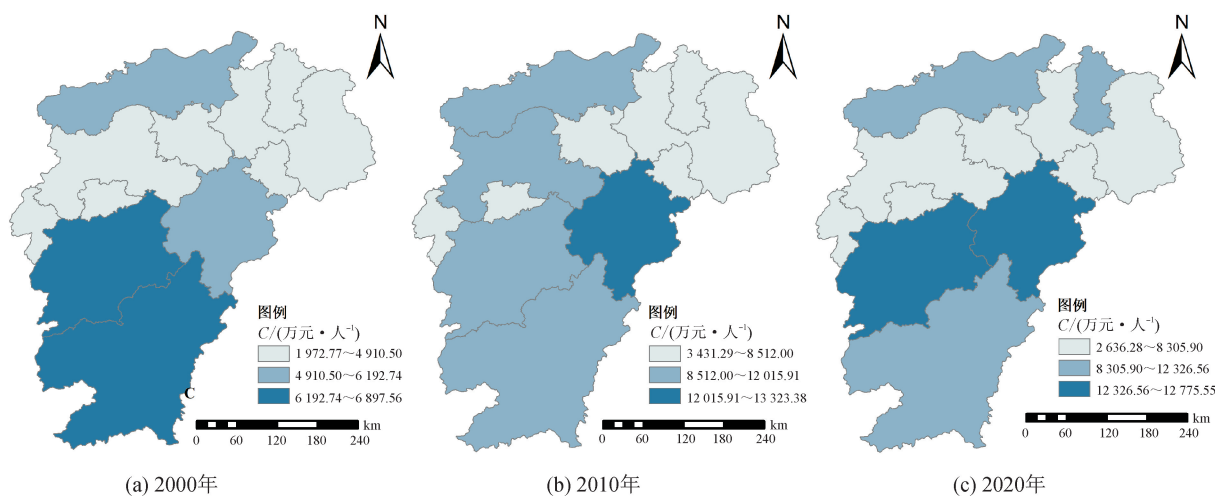 N
图例
C/(万元·人⁻¹)
1 972.77～4 910.50
4 910.50～6 192.74
6 192.74～6 897.56
C
0 60 120 180 240 km
(a) 2000年
N
图例
C/(万元·人⁻¹)
3 431.29～8 512.00
8 512.00～12 015.91
12 015.91～13 323.38
0 60 120 180 240 km
(b) 2010年
N
图例
C/(万元·人⁻¹)
2 636.28～8 305.90
8 305.90～12 326.56
12 326.56～12 775.55
0 60 120 180 240 km
(c) 2020年